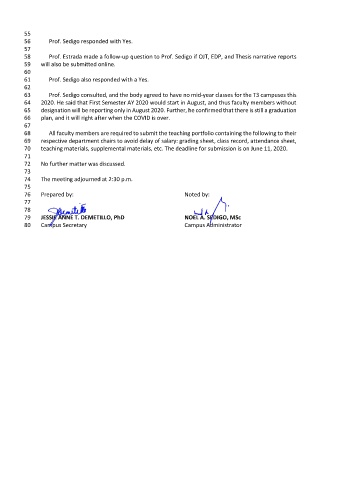 55
56 Prof. Sedigo responded with Yes.
57
58 Prof. Estrada made a follow-up question to Prof. Sedigo if OJT, EDP, and Thesis narrative reports
59 will also be submitted online.
60
61 Prof. Sedigo also responded with a Yes.
62
63 Prof. Sedigo consulted, and the body agreed to have no mid-year classes for the T3 campuses this
64 2020. He said that First Semester AY 2020 would start in August, and thus faculty members without
65 designation will be reporting only in August 2020. Further, he confirmed that there is still a graduation
66 plan, and it will right after when the COVID is over.
67
68 All faculty members are required to submit the teaching portfolio containing the following to their
69 respective department chairs to avoid delay of salary: grading sheet, class record, attendance sheet,
70 teaching materials, supplemental materials, etc. The deadline for submission is on June 11, 2020.
71
72 No further matter was discussed.
73
74 The meeting adjourned at 2:30 p.m.
75
76 Prepared by: Noted by:
77
78
79 JESSIE ANNE T. DEMETILLO, PhD NOEL A. SEDIGO, MSc
80 Campus Secretary Campus Administrator